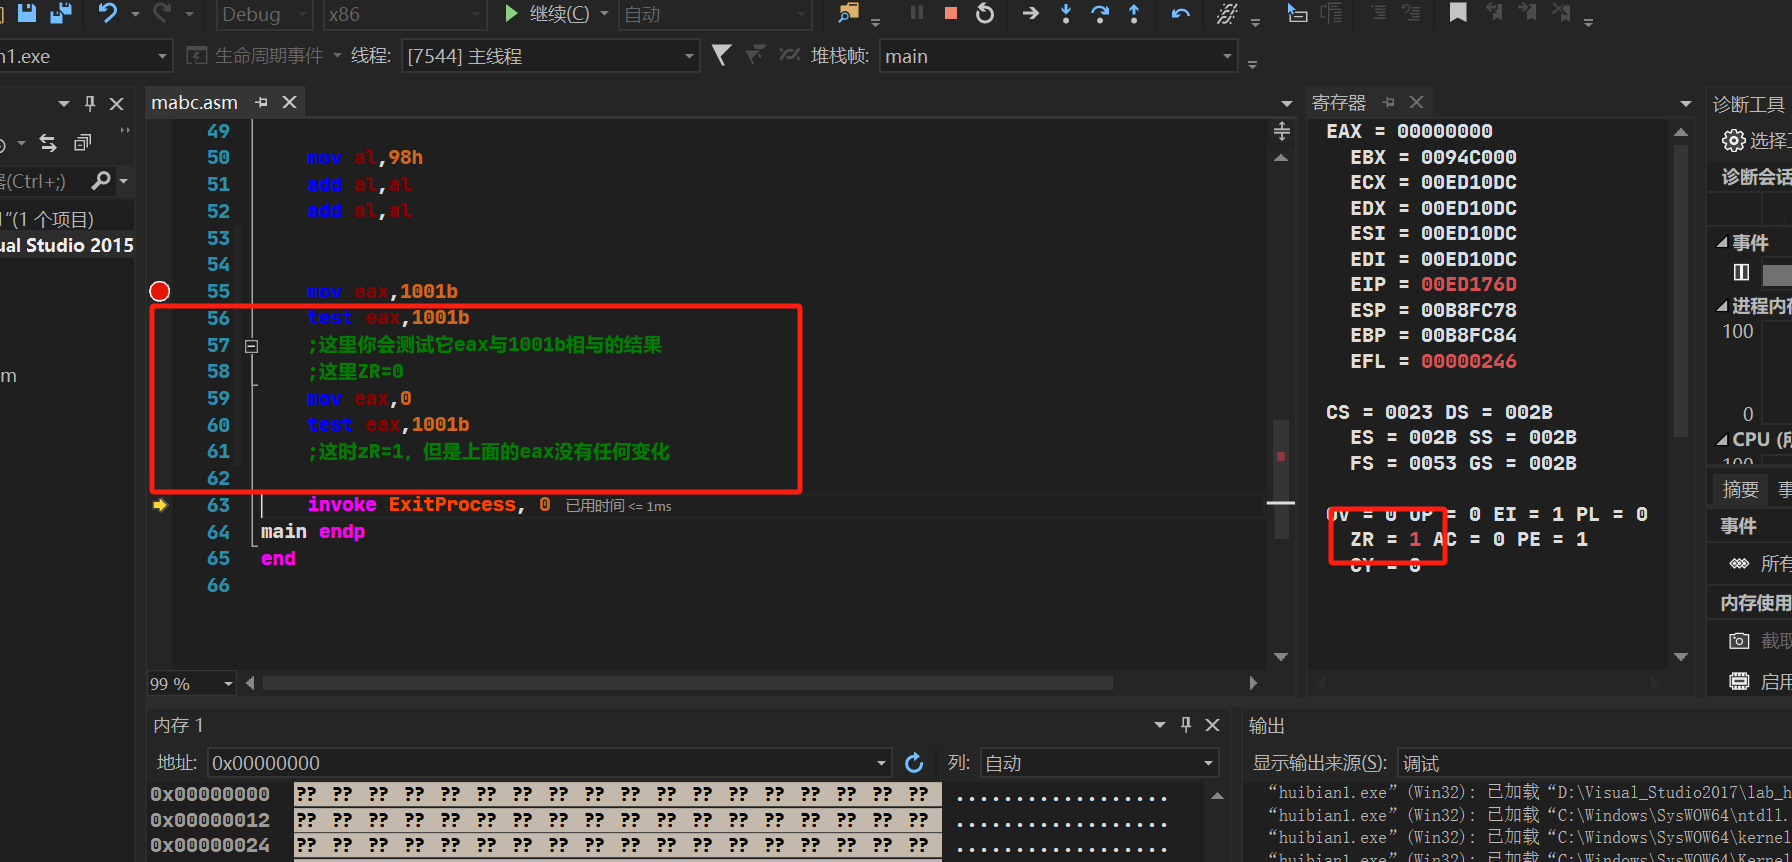 Debug x86 继续(C) 自动
n1.exe 生命周期事件 线程: [7544] 主线程 堆栈帧: main
mabc.asm
寄存器
诊断工具
49
50 mov al,98h
51 add al,al
52 add al,al
53
54
55 mov eax,1001b
56 test eax,1001b
57 ;这里你会测试它eax与1001b相与的结果
58 ;这里ZR=0
59 mov eax,0
60 test eax,1001b
61 ;这时zR=1, 但是上面的eax没有任何变化
62
63 invoke ExitProcess, 0 已用时间 <= 1ms
64 main endp
65 end
66
99 %
器(Ctrl+;)
1"(1 个项目)
ual Studio 2015
m
EAX = 00000000
EBX = 0094C000
ECX = 00ED10DC
EDX = 00ED10DC
ESI = 00ED10DC
EDI = 00ED10DC
EIP = 00ED176D
ESP = 00B8FC78
EBP = 00B8FC84
EFL = 00000246
CS = 0023 DS = 002B
ES = 002B SS = 002B
FS = 0053 GS = 002B
OV = 0 UP = 0 EI = 1 PL = 0
ZR = 1 AC = 0 PE = 1
CY = 0
选择
诊断会话
事件
进程内存
100
0
CPU (所
100
摘要 事
事件
所有
内存使用
截取
启用
内存 1
地址: 0x00000000 列: 自动
0x00000000 ?? ?? ?? ?? ?? ?? ?? ?? ?? ?? ?? ?? ?? ?? ?? ?? ?? ?? ..................
0x00000012 ?? ?? ?? ?? ?? ?? ?? ?? ?? ?? ?? ?? ?? ?? ?? ?? ?? ?? ..................
0x00000024 ?? ?? ?? ?? ?? ?? ?? ?? ?? ?? ?? ?? ?? ?? ?? ?? ?? ?? ..................
输出
显示输出来源(S): 调试
“huibian1.exe” (Win32): 已加载 “D:\Visual_Studio2017\lab_h
“huibian1.exe” (Win32): 已加载 “C:\Windows\SysWOW64\ntdll.
“huibian1.exe” (Win32): 已加载 “C:\Windows\SysWOW64\kernel
“huibian1.exe” (Win32): 已加载 “C:\Windows\SysWOW64\Kernel